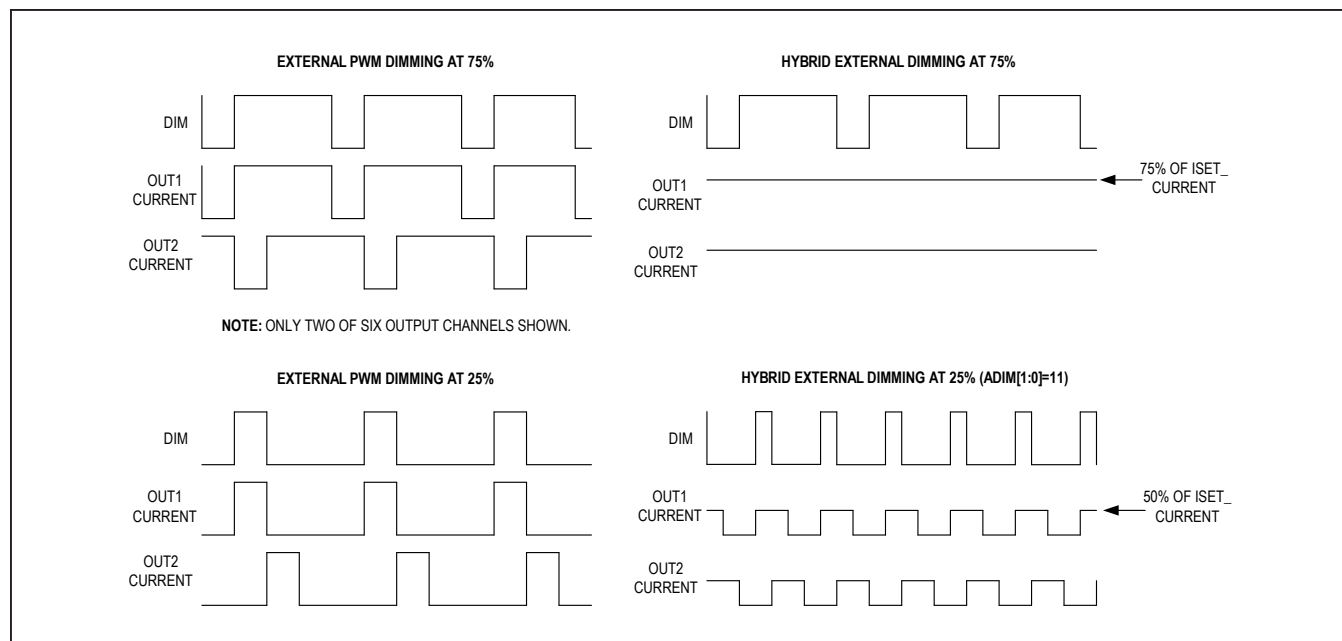 EXTERNAL PWM DIMMING AT 75%
DIM
OUT1
CURRENT
OUT2
CURRENT
NOTE: ONLY TWO OF SIX OUTPUT CHANNELS SHOWN.
HYBRID EXTERNAL DIMMING AT 75%
DIM
OUT1
CURRENT
75% OF ISET_
CURRENT
OUT2
CURRENT
EXTERNAL PWM DIMMING AT 25%
DIM
OUT1
CURRENT
OUT2
CURRENT
HYBRID EXTERNAL DIMMING AT 25% (ADIM[1:0]=11)
DIM
OUT1
CURRENT
50% OF ISET_
CURRENT
OUT2
CURRENT